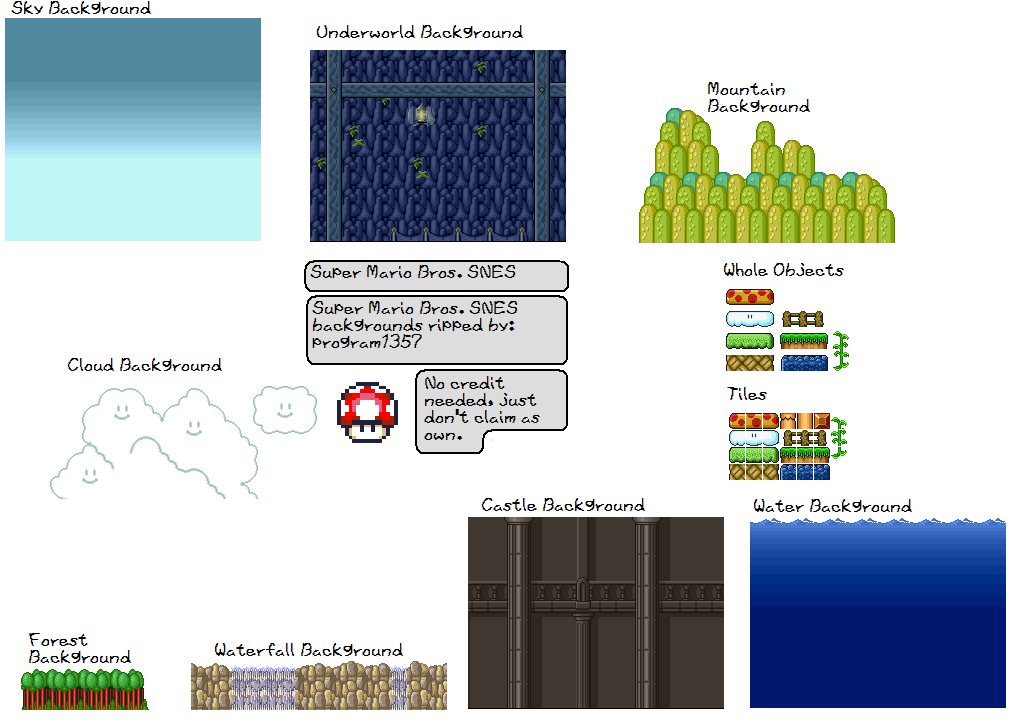 Sky Background
Underworld Background
Mountain
Background
Super Mario Bros. SNES
Super Mario Bros. SNES
backgrounds ripped by:
program1357
Whole Objects
Cloud Background
No credit
needed, just
don't claim as
own.
Tiles
Castle Background
Water Background
Forest
Background
Waterfall Background